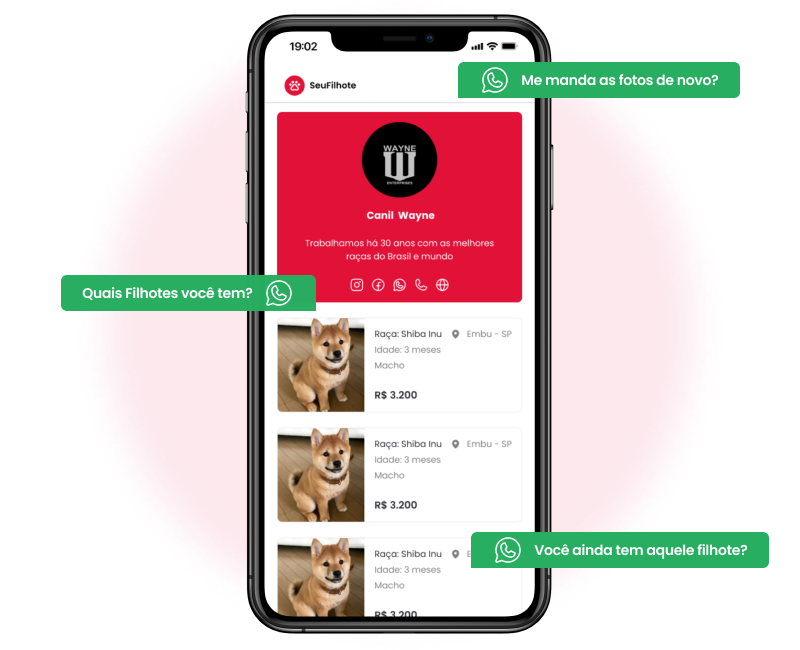 19:02
SeuFilhote
Me manda as fotos de novo?
WAYNE
W
ENTERPRISES
Canil Wayne
Trabalhamos há 30 anos com as melhores
raças do Brasil e mundo
Quais Filhotes você tem?
Raça: Shiba Inu
Embu - SP
Idade: 3 meses
Macho
R$ 3.200
Raça: Shiba Inu
Embu - SP
Idade: 3 meses
Macho
R$ 3.200
Raça: Shiba Inu
Idade: 3 meses
Macho
R$ 3.200
Você ainda tem aquele filhote?